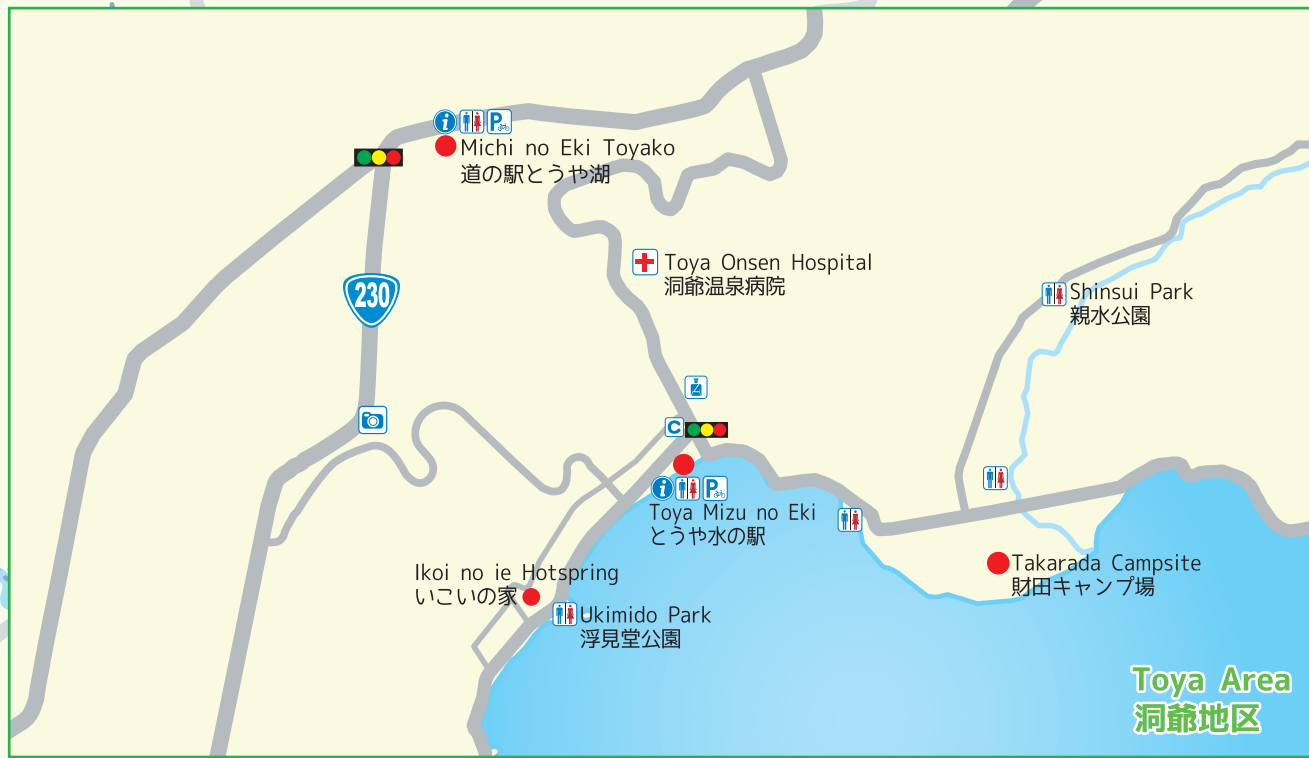 P
Michi no Eki Toyako
道の駅とうや湖
Toya Onsen Hospital
洞爺温泉病院
230
Shinsui Park
親水公園
C
P
Toya Mizu no Eki
とうや水の駅
Takarada Campsite
財田キャンプ場
Ikoi no ie Hotspring
いこいの家
Ukimido Park
浮見堂公園
Toya Area
洞爺地区